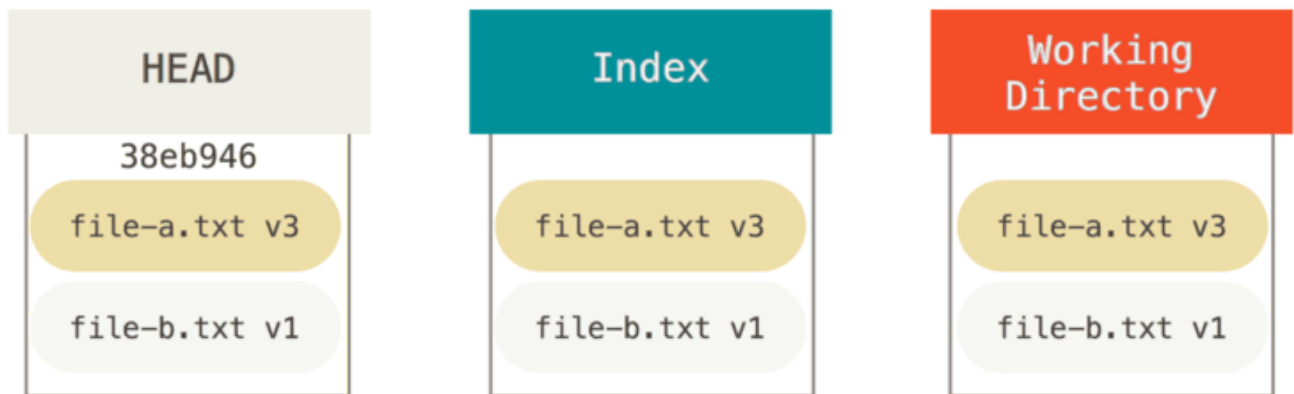 HEAD
Index
Working
Directory
38eb946
file-a.txt v3
file-a.txt v3
file-a.txt v3
file-b.txt v1
file-b.txt v1
file-b.txt v1